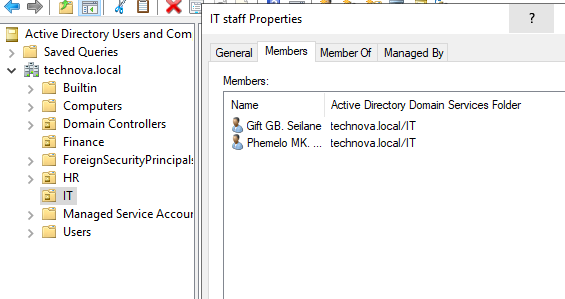 Active Directory Users and Com
Saved Queries
technova.local
Builtin
Computers
Domain Controllers
Finance
ForeignSecurityPrincipals
HR
IT
Managed Service Accour
Users
IT staff Properties ?
General Members Member Of Managed By
Members:
Name Active Directory Domain Services Folder
Gift GB. Seilane technova.local/IT
Phemelo MK. ... technova.local/IT